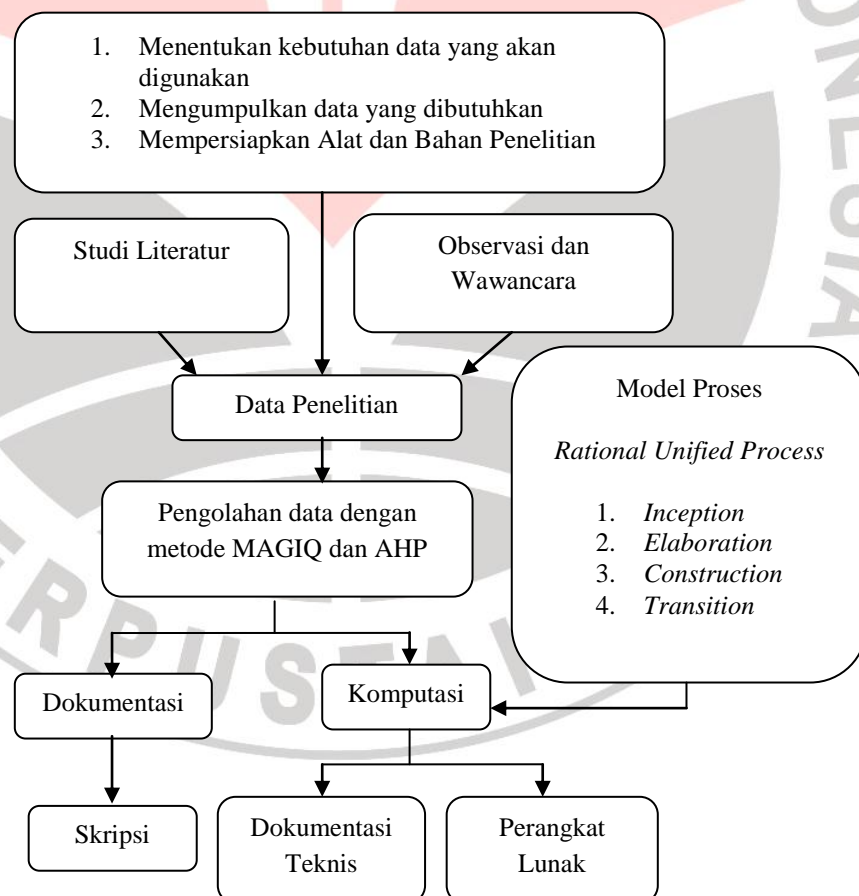 1. Menentukan kebutuhan data yang akan
digunakan
2. Mengumpulkan data yang dibutuhkan
3. Mempersiapkan Alat dan Bahan Penelitian
Studi Literatur
Observasi dan
Wawancara
Data Penelitian
Model Proses
Rational Unified Process
1. Inception
2. Elaboration
3. Construction
4. Transition
Pengolahan data dengan
metode MAGIQ dan AHP
Dokumentasi
Komputasi
Skripsi
Dokumentasi
Teknis
Perangkat
Lunak